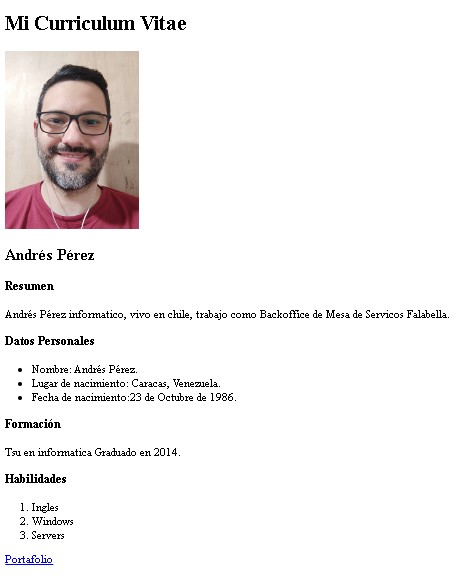 Mi Curriculum Vitae
Andrés Pérez
Resumen
Andrés Pérez informatico, vivo en chile, trabajo como Backoffice de Mesa de Servicos Falabella.
Datos Personales
• Nombre: Andrés Pérez.
• Lugar de nacimiento: Caracas, Venezuela.
• Fecha de nacimiento:23 de Octubre de 1986.
Formación
Tsu en informatica Graduado en 2014.
Habilidades
1. Ingles
2. Windows
3. Servers
Portafolio